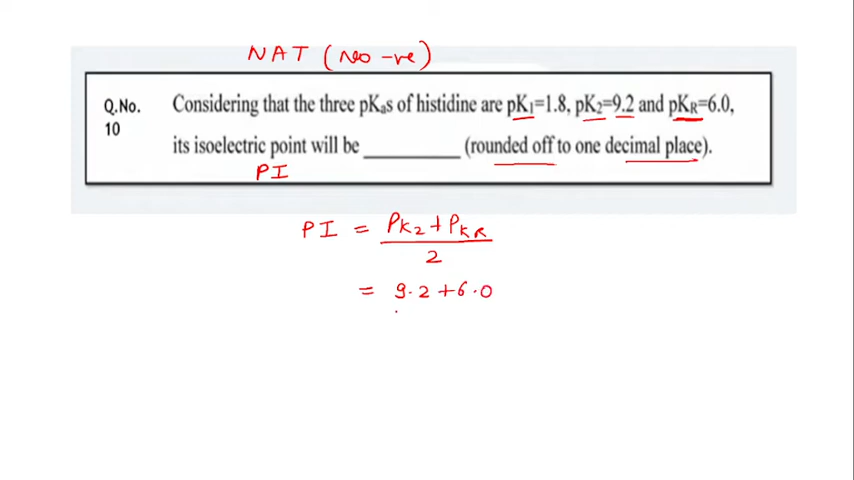 NAT (No -ve)
Q.No. 10 Considering that the three pKₐs of histidine are pK₁=1.8, pK₂=9.2 and pK_R=6.0,
its isoelectric point will be __________ (rounded off to one decimal place).
PI
PI = PK₂+PK_R / 2
= 9.2+6.0